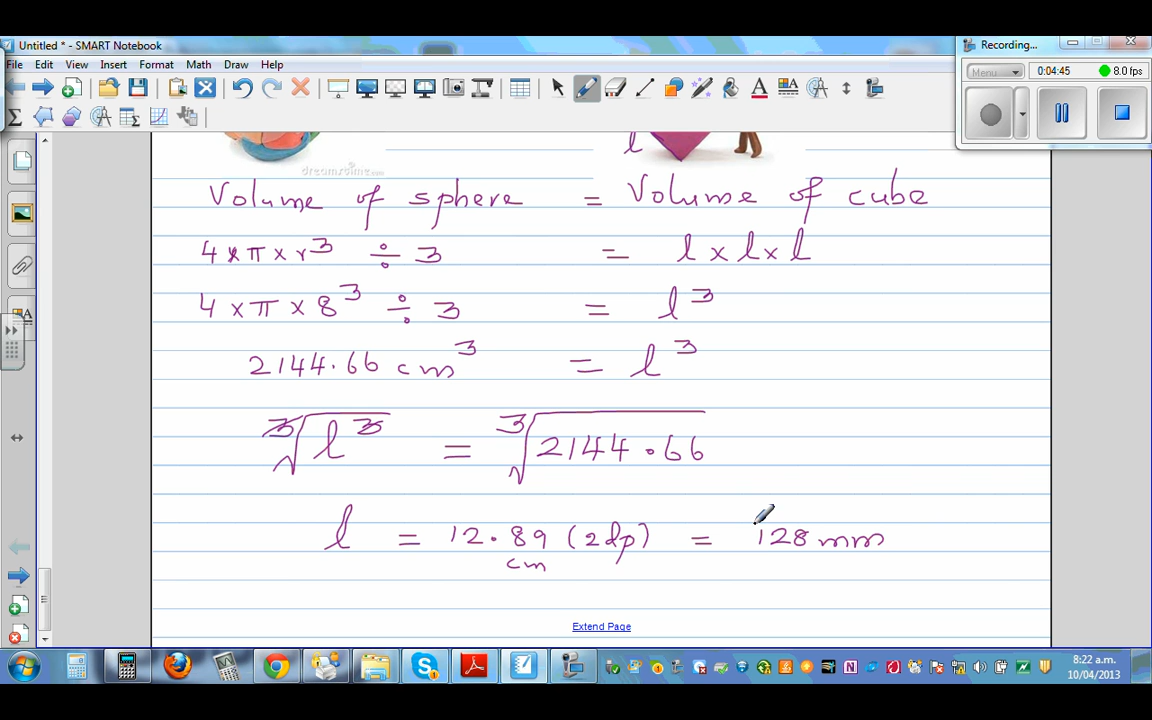 Untitled * - SMART Notebook
File Edit View Insert Format Math Draw Help
Recording...
Menu
0:04:45
8.0 fps
dreamstime
l
Volume of sphere = Volume of cube
4 × π × r³ ÷ 3 = l × l × l
4 × π × 8³ ÷ 3 = l³
2144.66 cm³ = l³
∛l³ = ∛2144.66
l = 12.89 (2dp) = 128 mm
cm
Extend Page
8:22 a.m.
10/04/2013